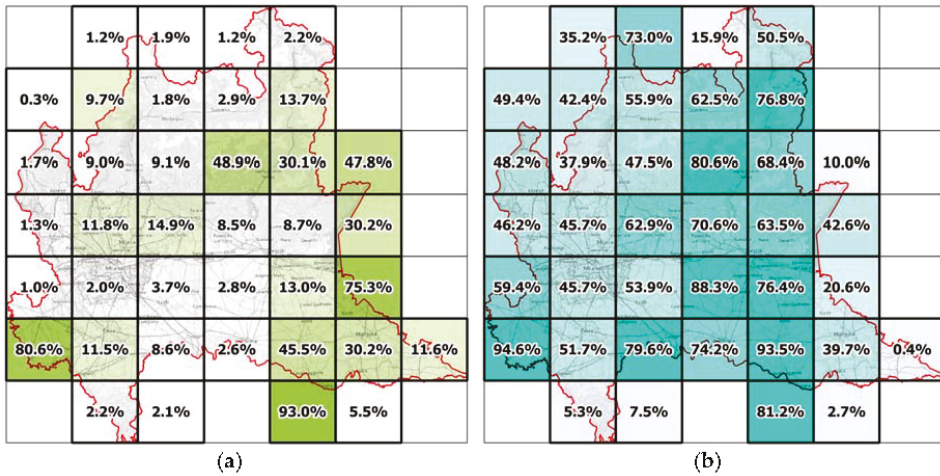 1.2% 1.9% 1.2% 2.2%
0.3% 9.7% 1.8% 2.9% 13.7%
1.7% 9.0% 9.1% 48.9% 30.1% 47.8%
1.3% 11.8% 14.9% 8.5% 8.7% 30.2%
1.0% 2.0% 3.7% 2.8% 13.0% 75.3%
80.6% 11.5% 8.6% 2.6% 45.5% 30.2% 11.6%
2.2% 2.1% 93.0% 5.5%
(a)
35.2% 73.0% 15.9% 50.5%
49.4% 42.4% 55.9% 62.5% 76.8%
48.2% 37.9% 47.5% 80.6% 68.4% 10.0%
46.2% 45.7% 62.9% 70.6% 63.5% 42.6%
59.4% 45.7% 53.9% 88.3% 76.4% 20.6%
94.6% 51.7% 79.6% 74.2% 93.5% 39.7% 0.4%
5.3% 7.5% 81.2% 2.7%
(b)